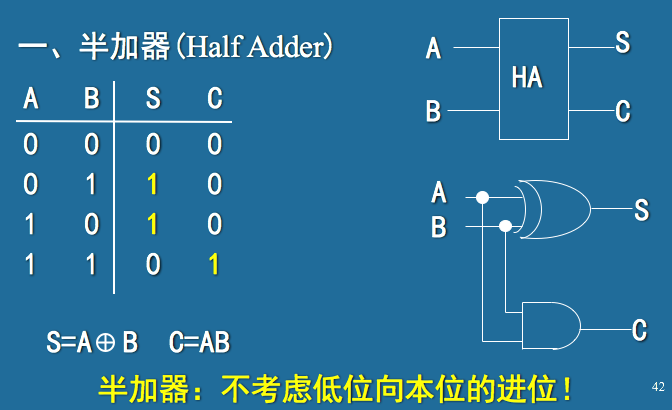 一、半加器(Half Adder)
A B S C
0 0 0 0
0 1 1 0
1 0 1 0
1 1 0 1
S=A⊕B C=AB
A
B
HA
S
C
A
B
S
C
半加器：不考虑低位向本位的进位！
42